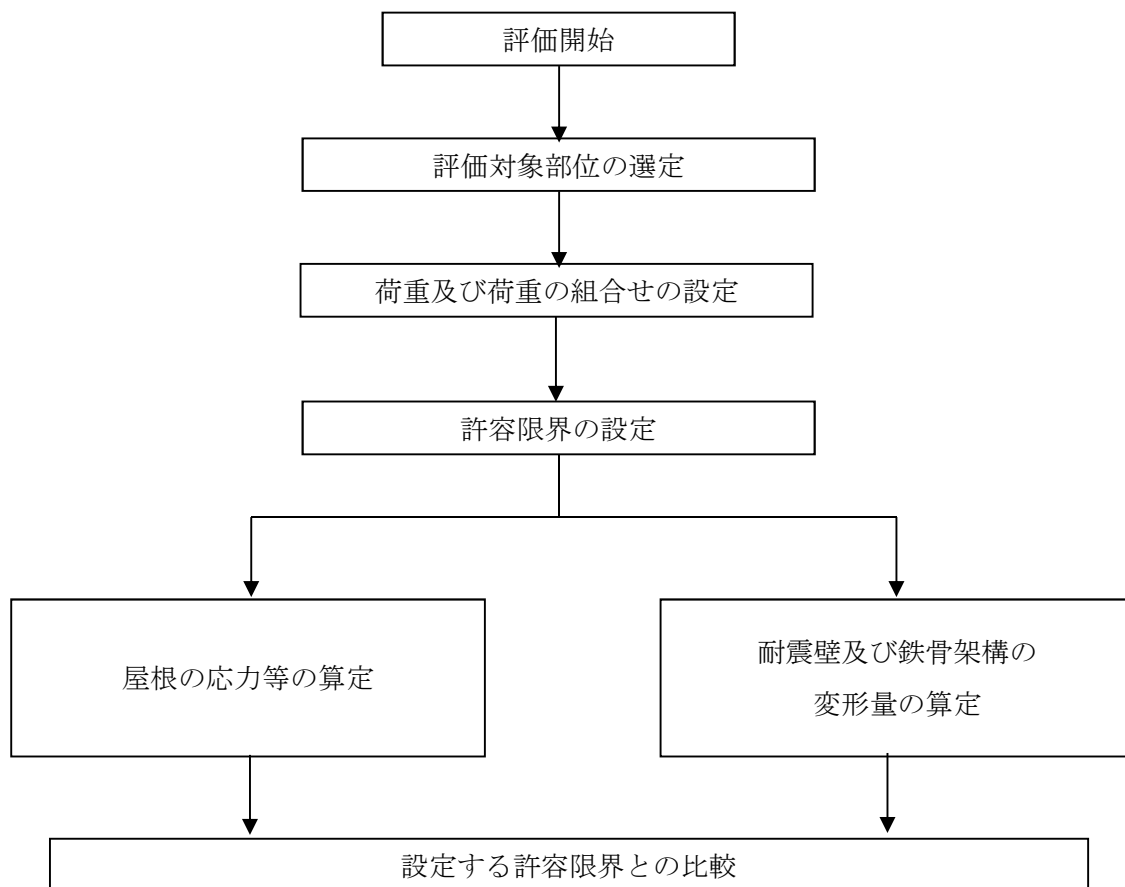 評価開始
評価対象部位の選定
荷重及び荷重の組合せの設定
許容限界の設定
屋根の応力等の算定
耐震壁及び鉄骨架構の
変形量の算定
設定する許容限界との比較